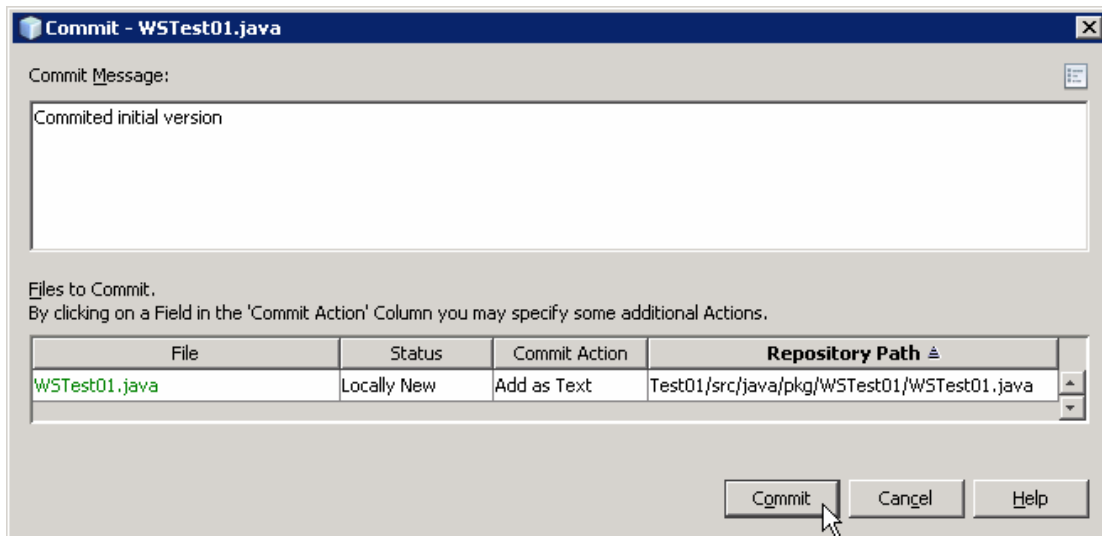 Commit - WSTest01.java
Commit Message:
Commited initial version
Files to Commit.
By clicking on a Field in the 'Commit Action' Column you may specify some additional Actions.
File Status Commit Action Repository Path
WSTest01.java Locally New Add as Text Test01/src/java/pkg/WSTest01/WSTest01.java
Commit Cancel Help